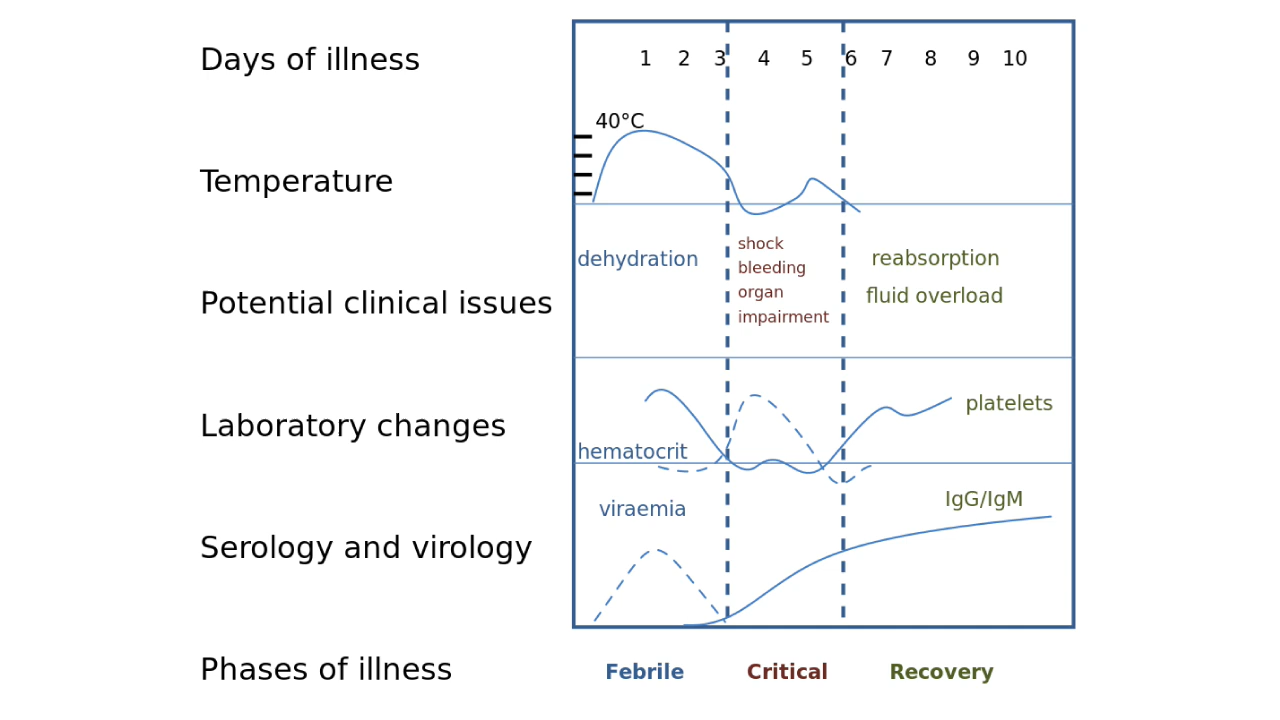 Days of illness
1 2 3 4 5 6 7 8 9 10
40°C
Temperature
dehydration
shock
bleeding
organ
impairment
reabsorption
fluid overload
Potential clinical issues
platelets
Laboratory changes
hematocrit
viraemia
IgG/IgM
Serology and virology
Phases of illness
Febrile Critical Recovery